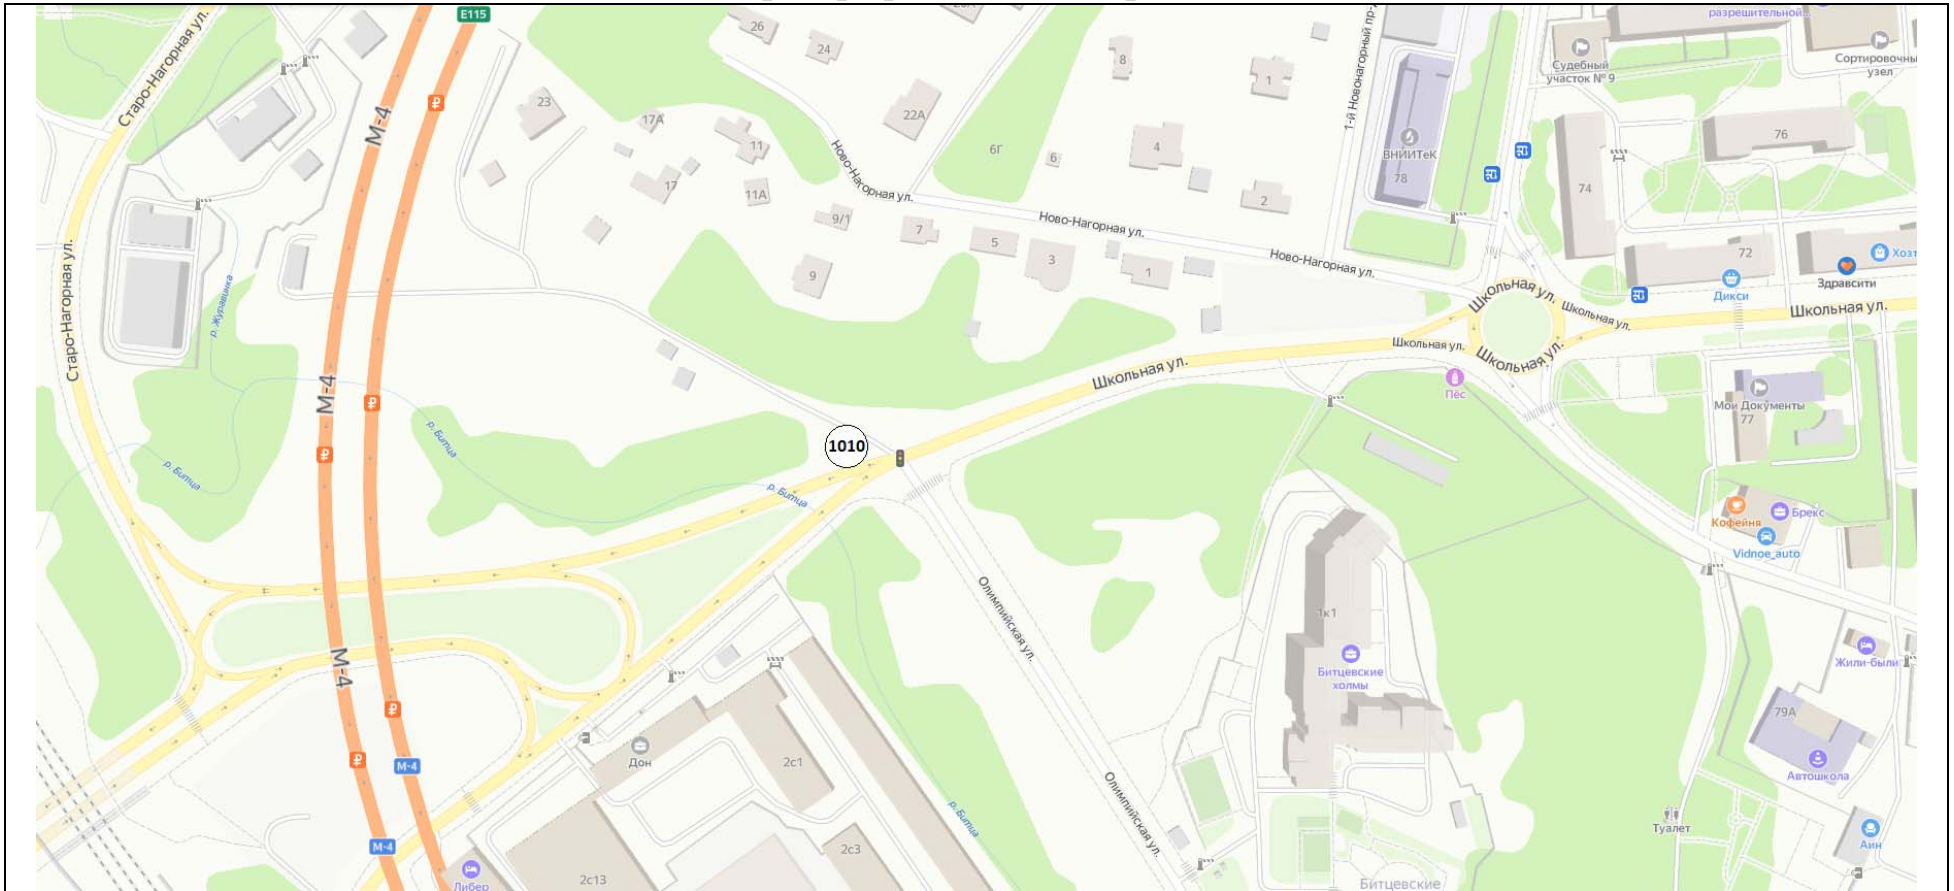 Старо-Нагорная ул.
E115
26
24
8
1
1-й Новонагорный пр-
разрешительной...
Судебный
участок № 9
Сортировочны
узел
M-4
23
17А
22А
11
6Г
6
4
ВНИИТеК
78
76
74
Ново-Нагорная ул.
17
11А
9/1
7
5
3
2
1
9
Ново-Нагорная ул.
Ново-Нагорная ул.
72
Хозт
Здравсити
Дикси
Старо-Нагорная ул.
р. Журавинка
Школьная ул.
Школьная ул.
Школьная ул.
Школьная ул.
Школьная ул.
Школьная ул.
Пёс
Мои Документы
77
M-4
р. Битца
р. Битца
1010
р. Битца
Кофейня
Брекс
Vidnoe_auto
Олимпийская ул.
1к1
Битцевские
холмы
Жили-были
79А
Автошкола
M-4
Дон
2с1
M-4
Олимпийская ул.
р. Битца
Туалет
Аин
M-4
2с3
2с13
Либер
Битцевские